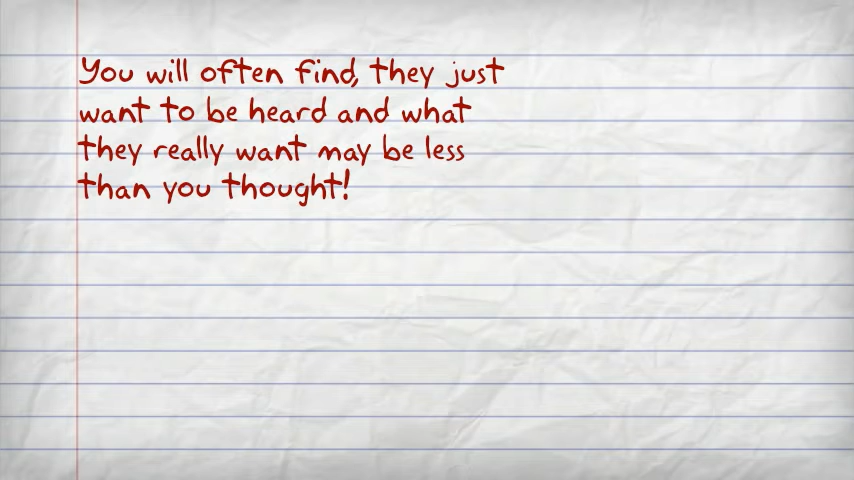 You will often find, they just
want to be heard and what
they really want may be less
than you thought!